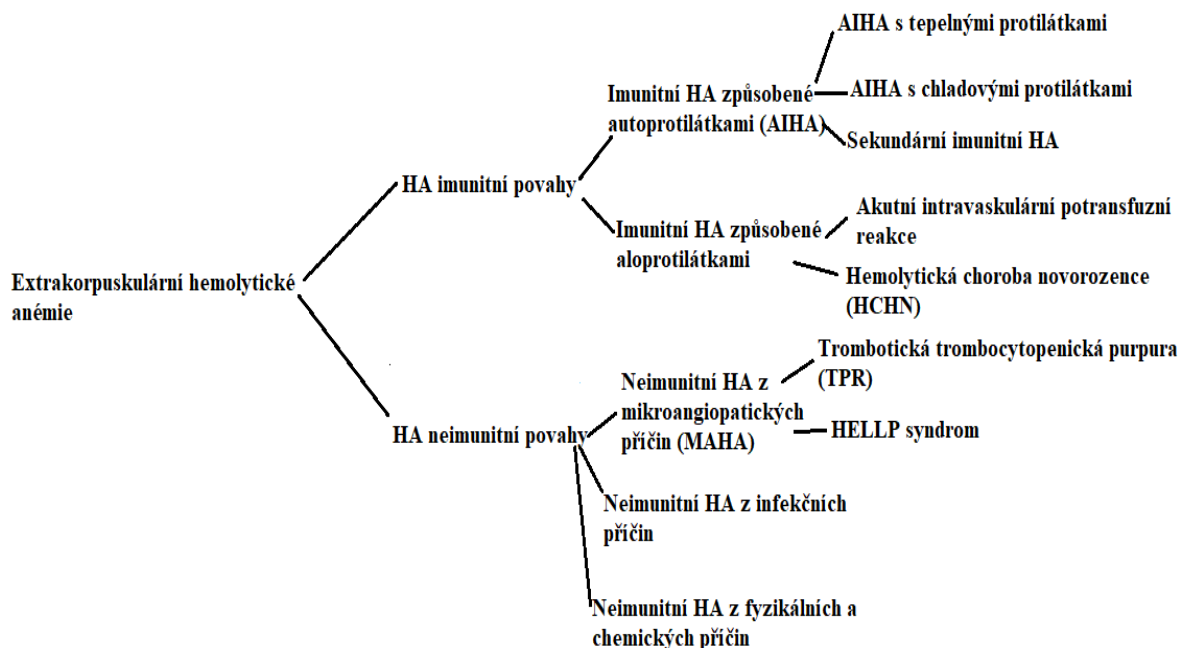 Extrakorpuskulární hemolytické
anémie
HA imunitní povahy
Imunitní HA způsobené
autoprotilátkami (AIHA)
AIHA s tepelnými protilátkami
AIHA s chladovými protilátkami
Sekundární imunitní HA
Imunitní HA způsobené
aloprotilátkami
Akutní intravaskulární potransfuzní
reakce
Hemolytická choroba novorozence
(HCHN)
HA neimunitní povahy
Neimunitní HA z
mikroangiopatických
příčin (MAHA)
Trombotická trombocytopenická purpura
(TPR)
HELLP syndrom
Neimunitní HA z infekčních
příčin
Neimunitní HA z fyzikálních a
chemických příčin